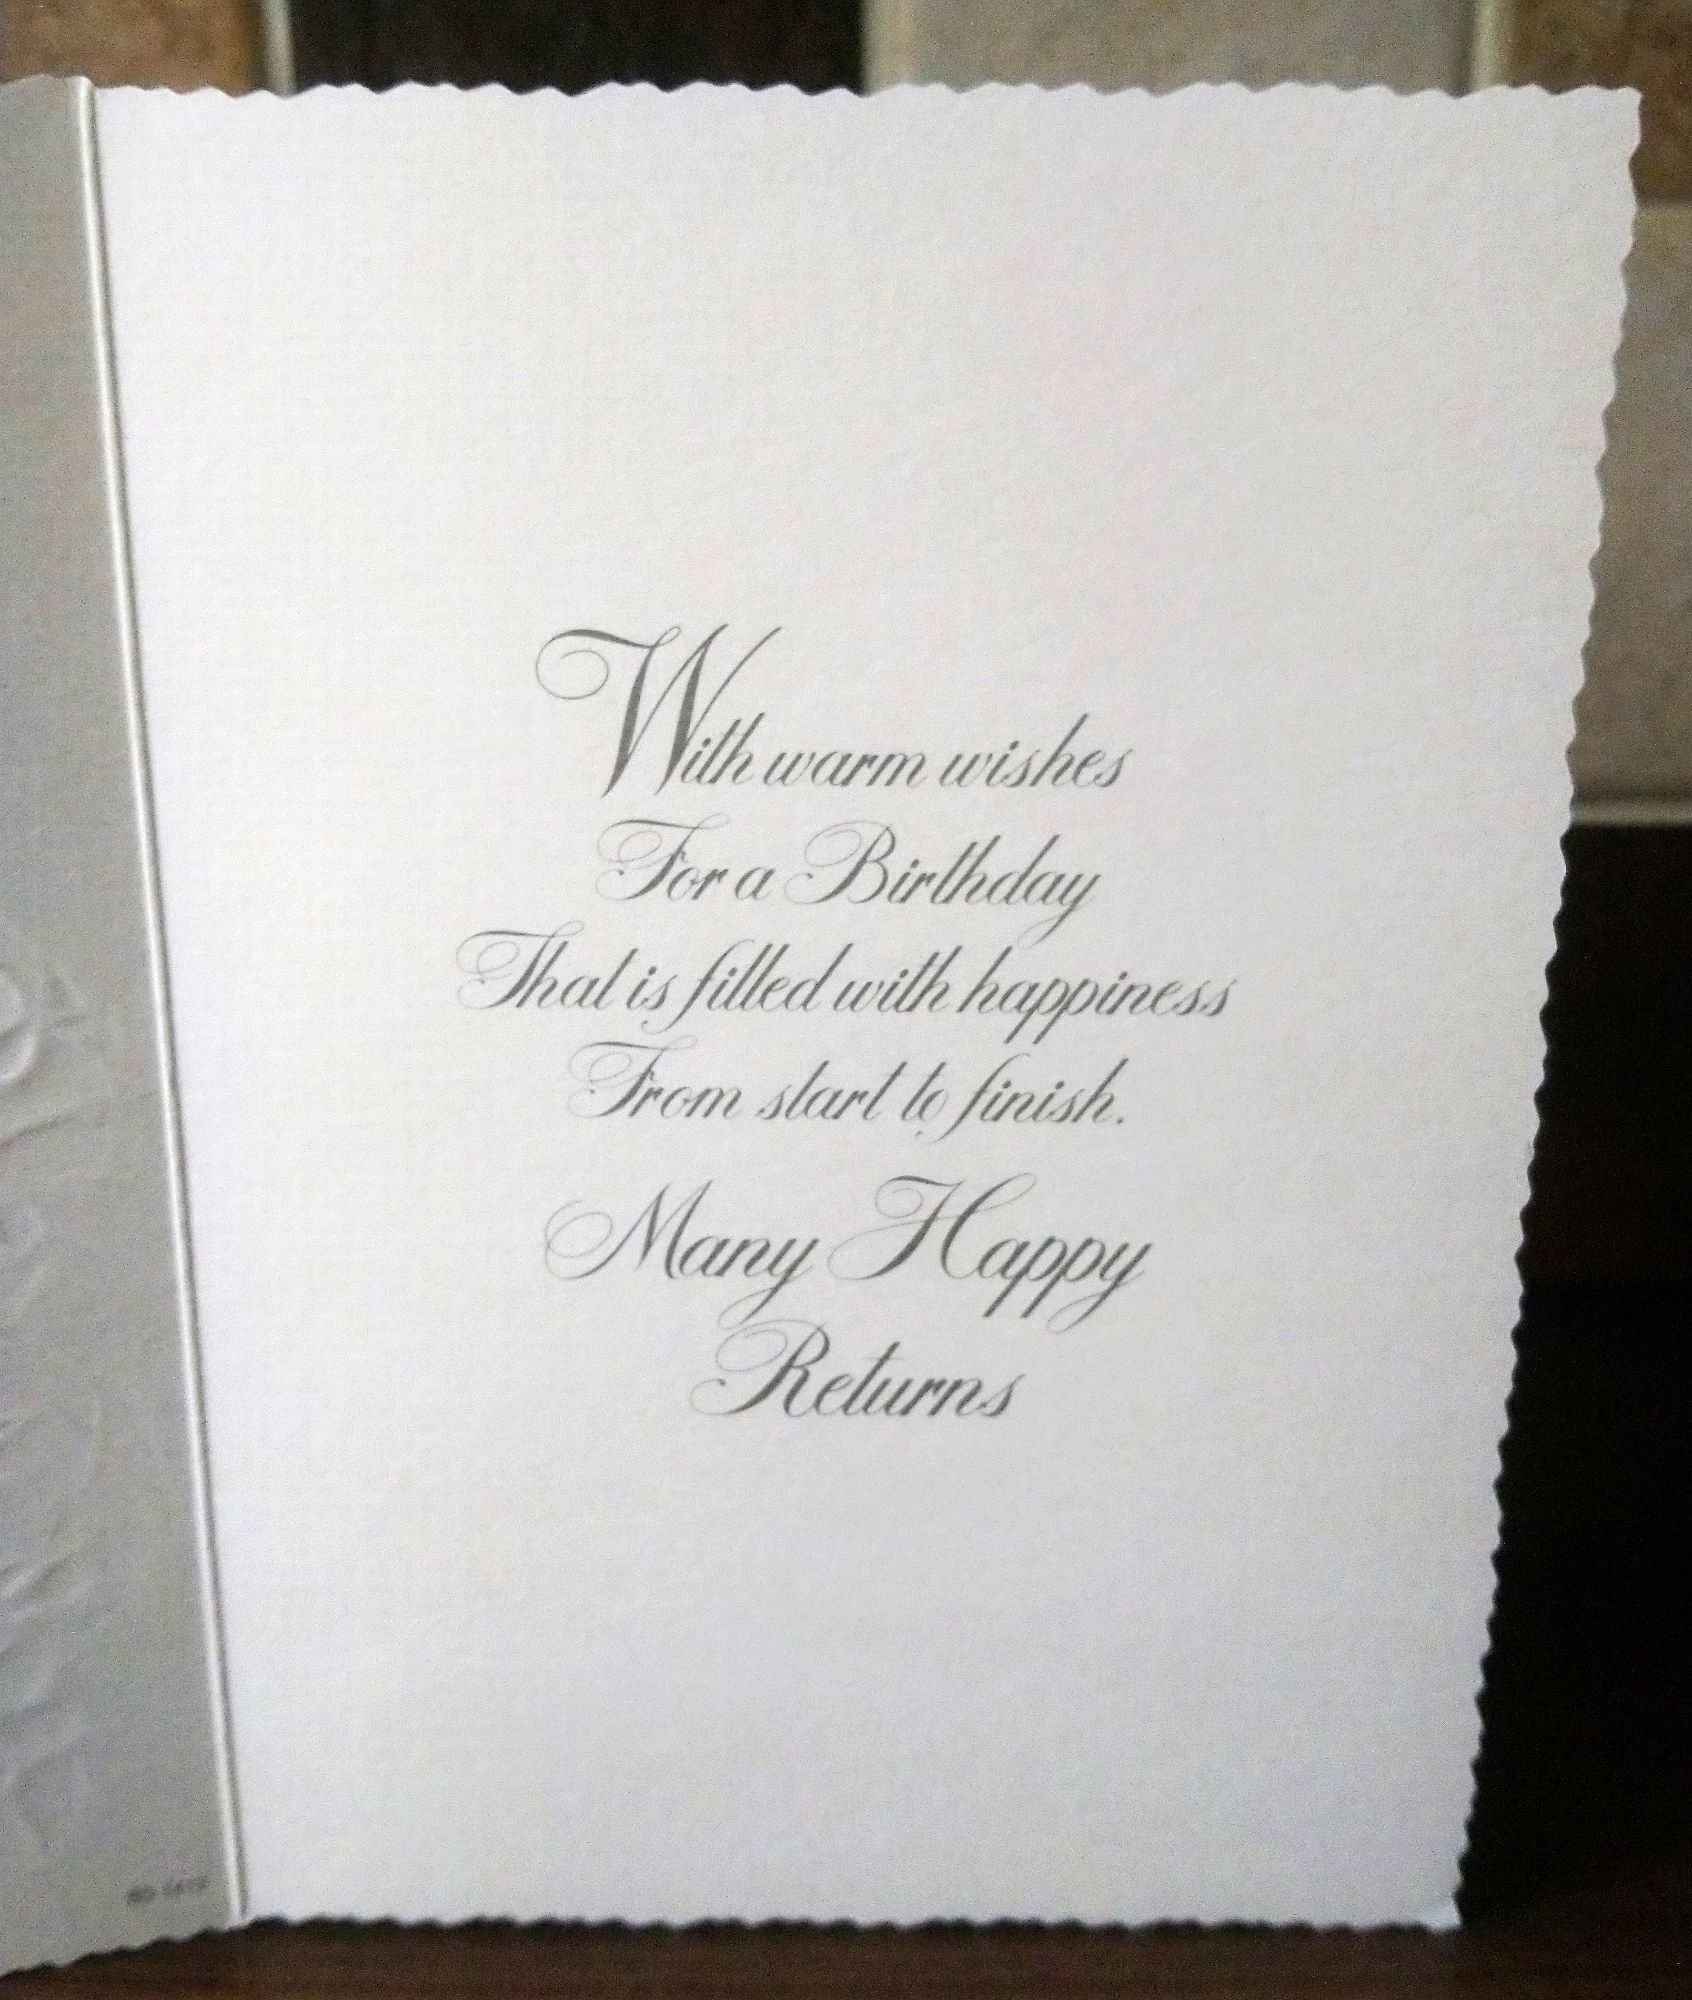 With warm wishes
For a Birthday
That is filled with happiness
From start to finish.
Many Happy
Returns